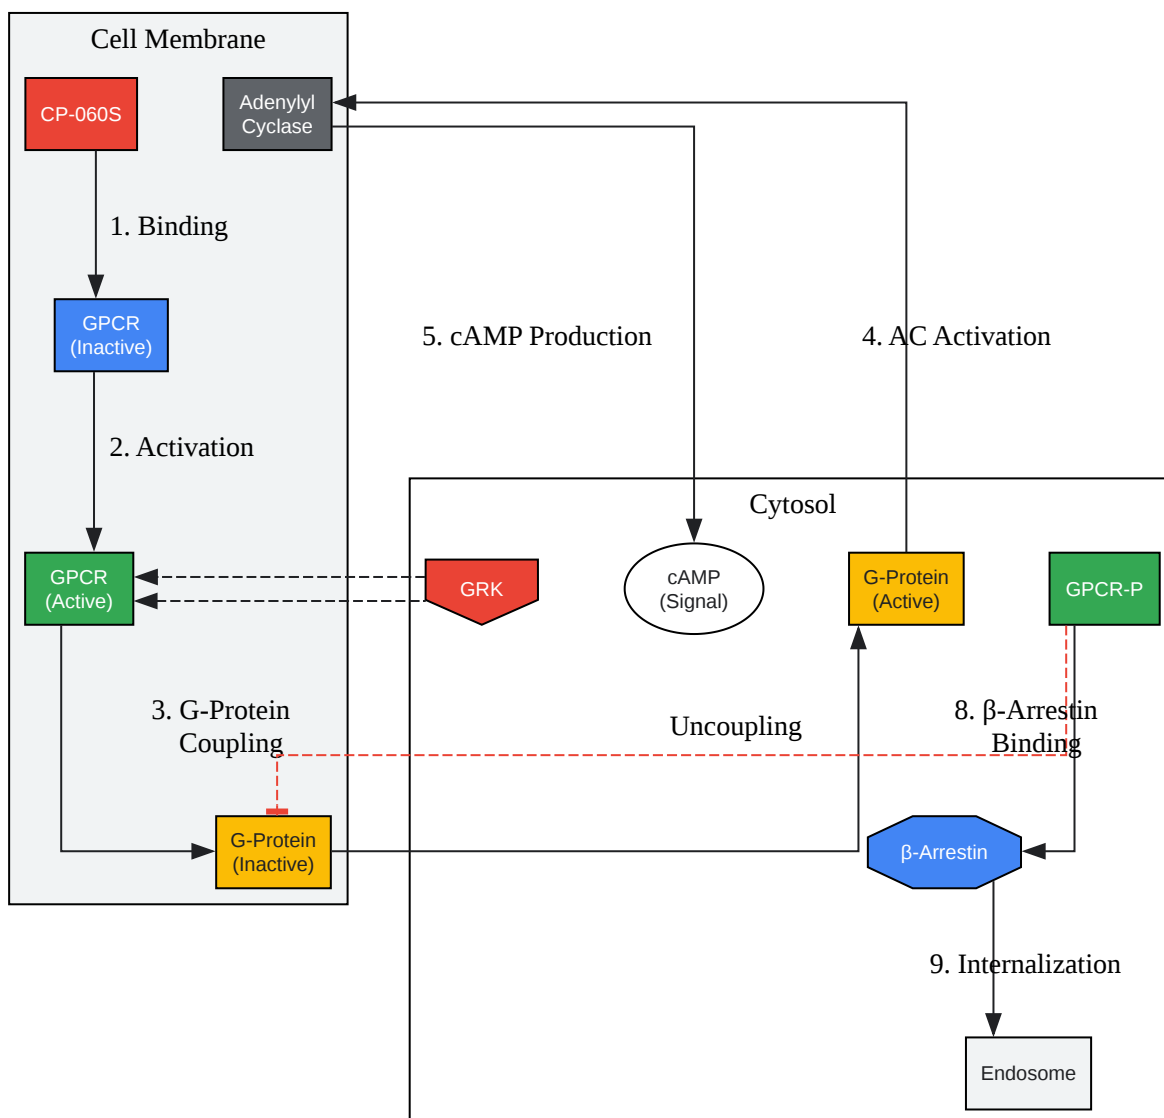 Cell Membrane
CP-060S
Adenylyl
Cyclase
1. Binding
GPCR
(Inactive)
5. cAMP Production
4. AC Activation
2. Activation
Cytosol
GPCR
(Active)
GRK
cAMP
(Signal)
G-Protein
(Active)
GPCR-P
3. G-Protein
Coupling
Uncoupling
8. β-Arrestin
Binding
G-Protein
(Inactive)
β-Arrestin
9. Internalization
Endosome